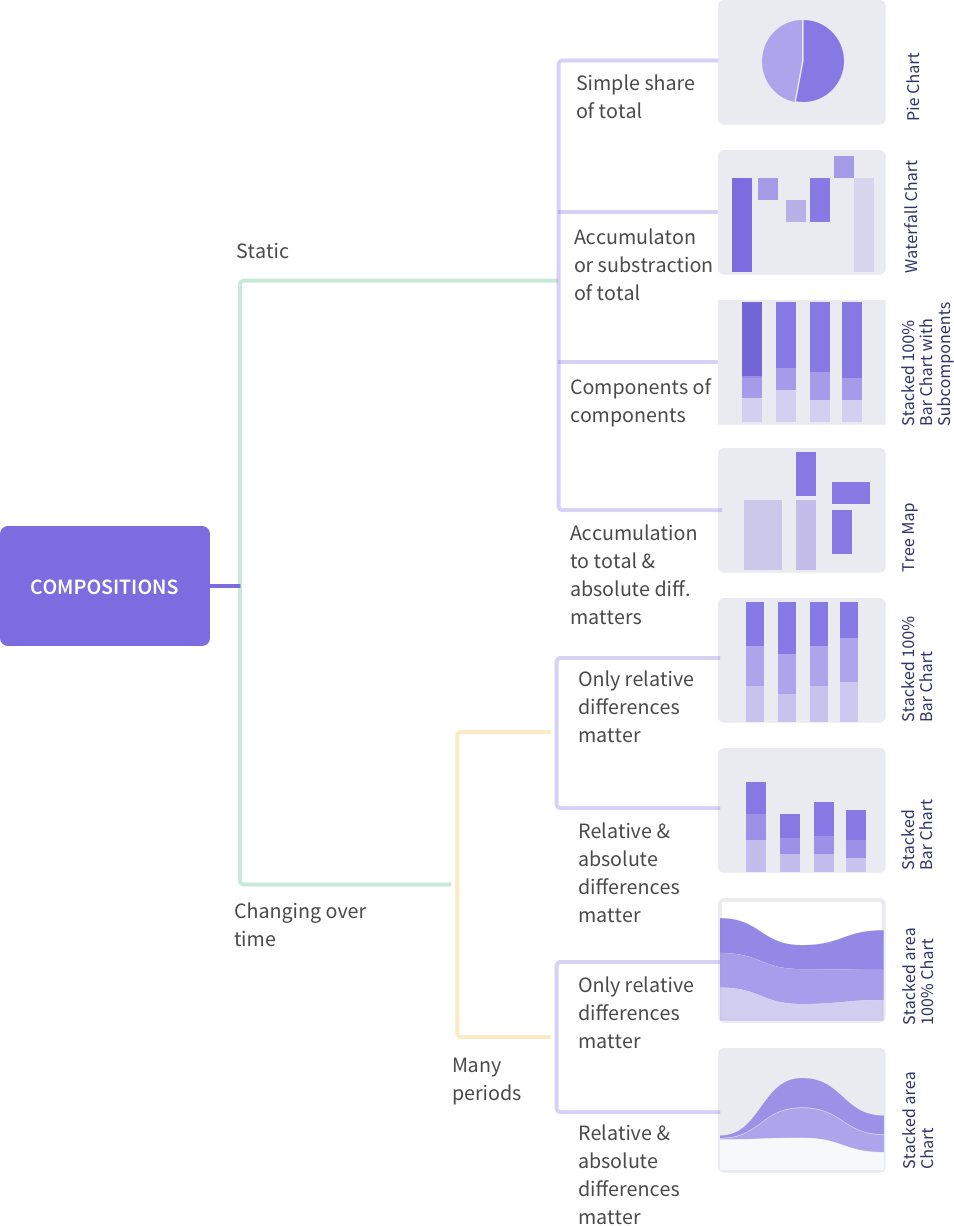 Simple share
of total
Pie Chart
Static
Accumulaton
or substraction
of total
Waterfall Chart
Components of
components
Stacked 100%
Bar Chart with
Subcomponents
Accumulation
to total &
absolute diff.
matters
Tree Map
COMPOSITIONS
Only relative
differences
matter
Stacked 100%
Bar Chart
Relative &
absolute
differences
matter
Stacked
Bar Chart
Changing over
time
Only relative
differences
matter
Stacked area
100% Chart
Many
periods
Relative &
absolute
differences
matter
Stacked area
Chart